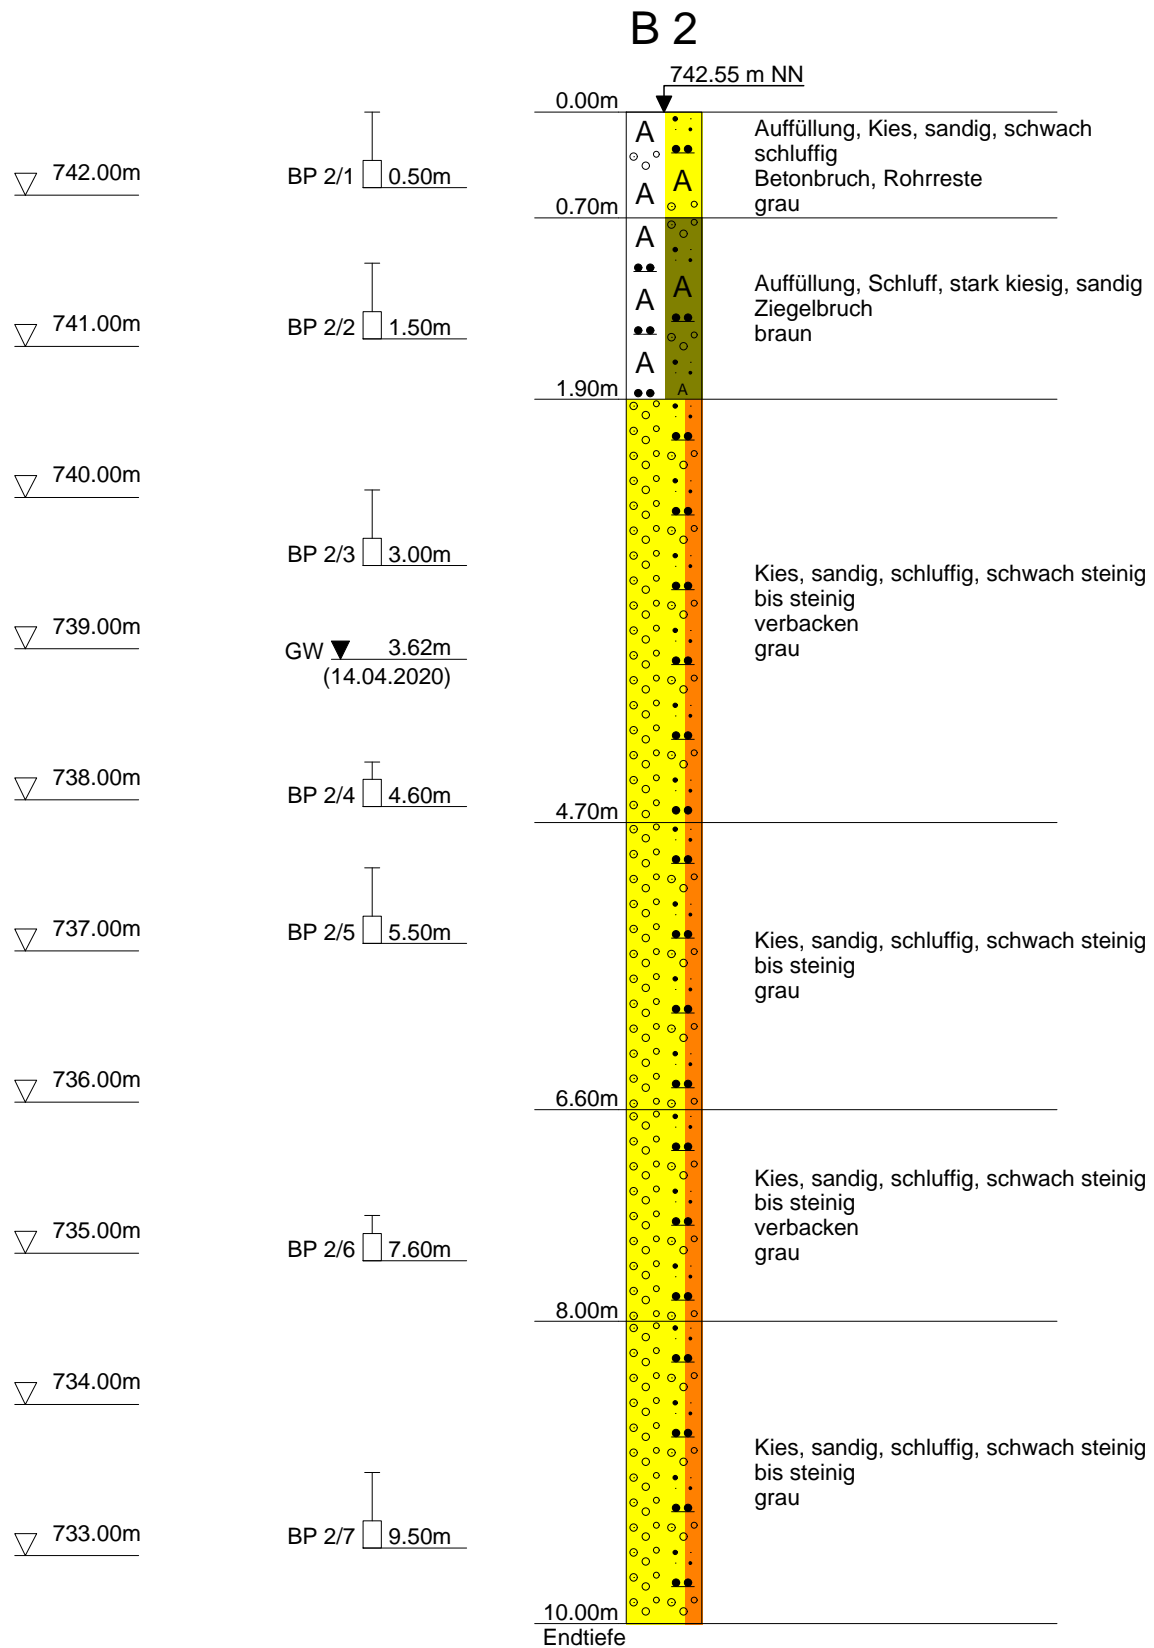 B 2
742.55 m NN
0.00m
A
Auffüllung, Kies, sandig, schwach
schluffig
Betonbruch, Rohrreste
grau
742.00m
BP 2/1 0.50m
A
A
0.70m
A
Auffüllung, Schluff, stark kiesig, sandig
Ziegelbruch
braun
A
A
741.00m
BP 2/2 1.50m
A
A
1.90m
740.00m
BP 2/3 3.00m
Kies, sandig, schluffig, schwach steinig
bis steinig
verbacken
grau
739.00m
GW 3.62m
(14.04.2020)
738.00m
BP 2/4 4.60m
4.70m
737.00m
BP 2/5 5.50m
Kies, sandig, schluffig, schwach steinig
bis steinig
grau
736.00m
6.60m
Kies, sandig, schluffig, schwach steinig
bis steinig
verbacken
grau
735.00m
BP 2/6 7.60m
8.00m
734.00m
Kies, sandig, schluffig, schwach steinig
bis steinig
grau
733.00m
BP 2/7 9.50m
10.00m
Endtiefe